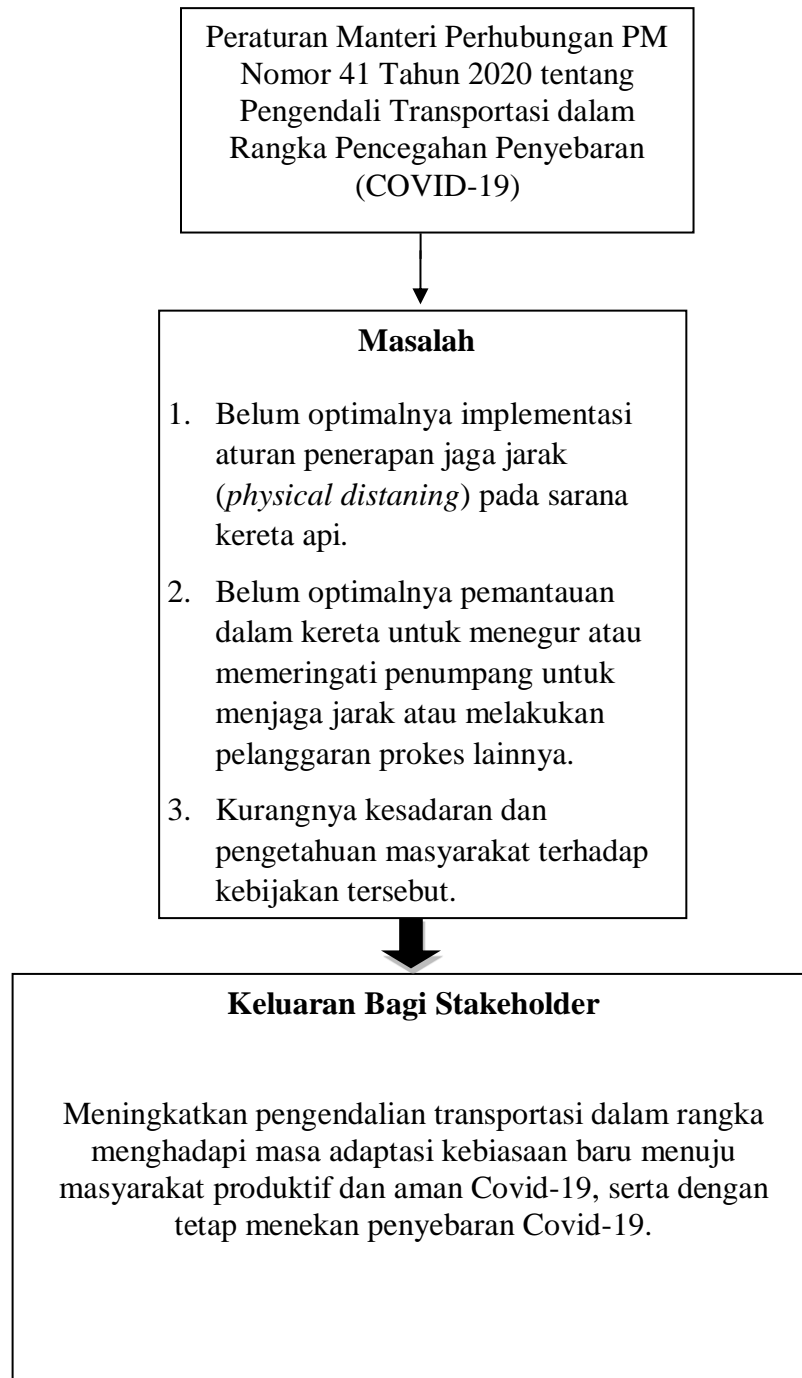 Peraturan Manteri Perhubungan PM
Nomor 41 Tahun 2020 tentang
Pengendali Transportasi dalam
Rangka Pencegahan Penyebaran
(COVID-19)
Masalah
1. Belum optimalnya implementasi
aturan penerapan jaga jarak
(physical distaning) pada sarana
kereta api.
2. Belum optimalnya pemantauan
dalam kereta untuk menegur atau
memeringati penumpang untuk
menjaga jarak atau melakukan
pelanggaran prokes lainnya.
3. Kurangnya kesadaran dan
pengetahuan masyarakat terhadap
kebijakan tersebut.
Keluaran Bagi Stakeholder
Meningkatkan pengendalian transportasi dalam rangka
menghadapi masa adaptasi kebiasaan baru menuju
masyarakat produktif dan aman Covid-19, serta dengan
tetap menekan penyebaran Covid-19.